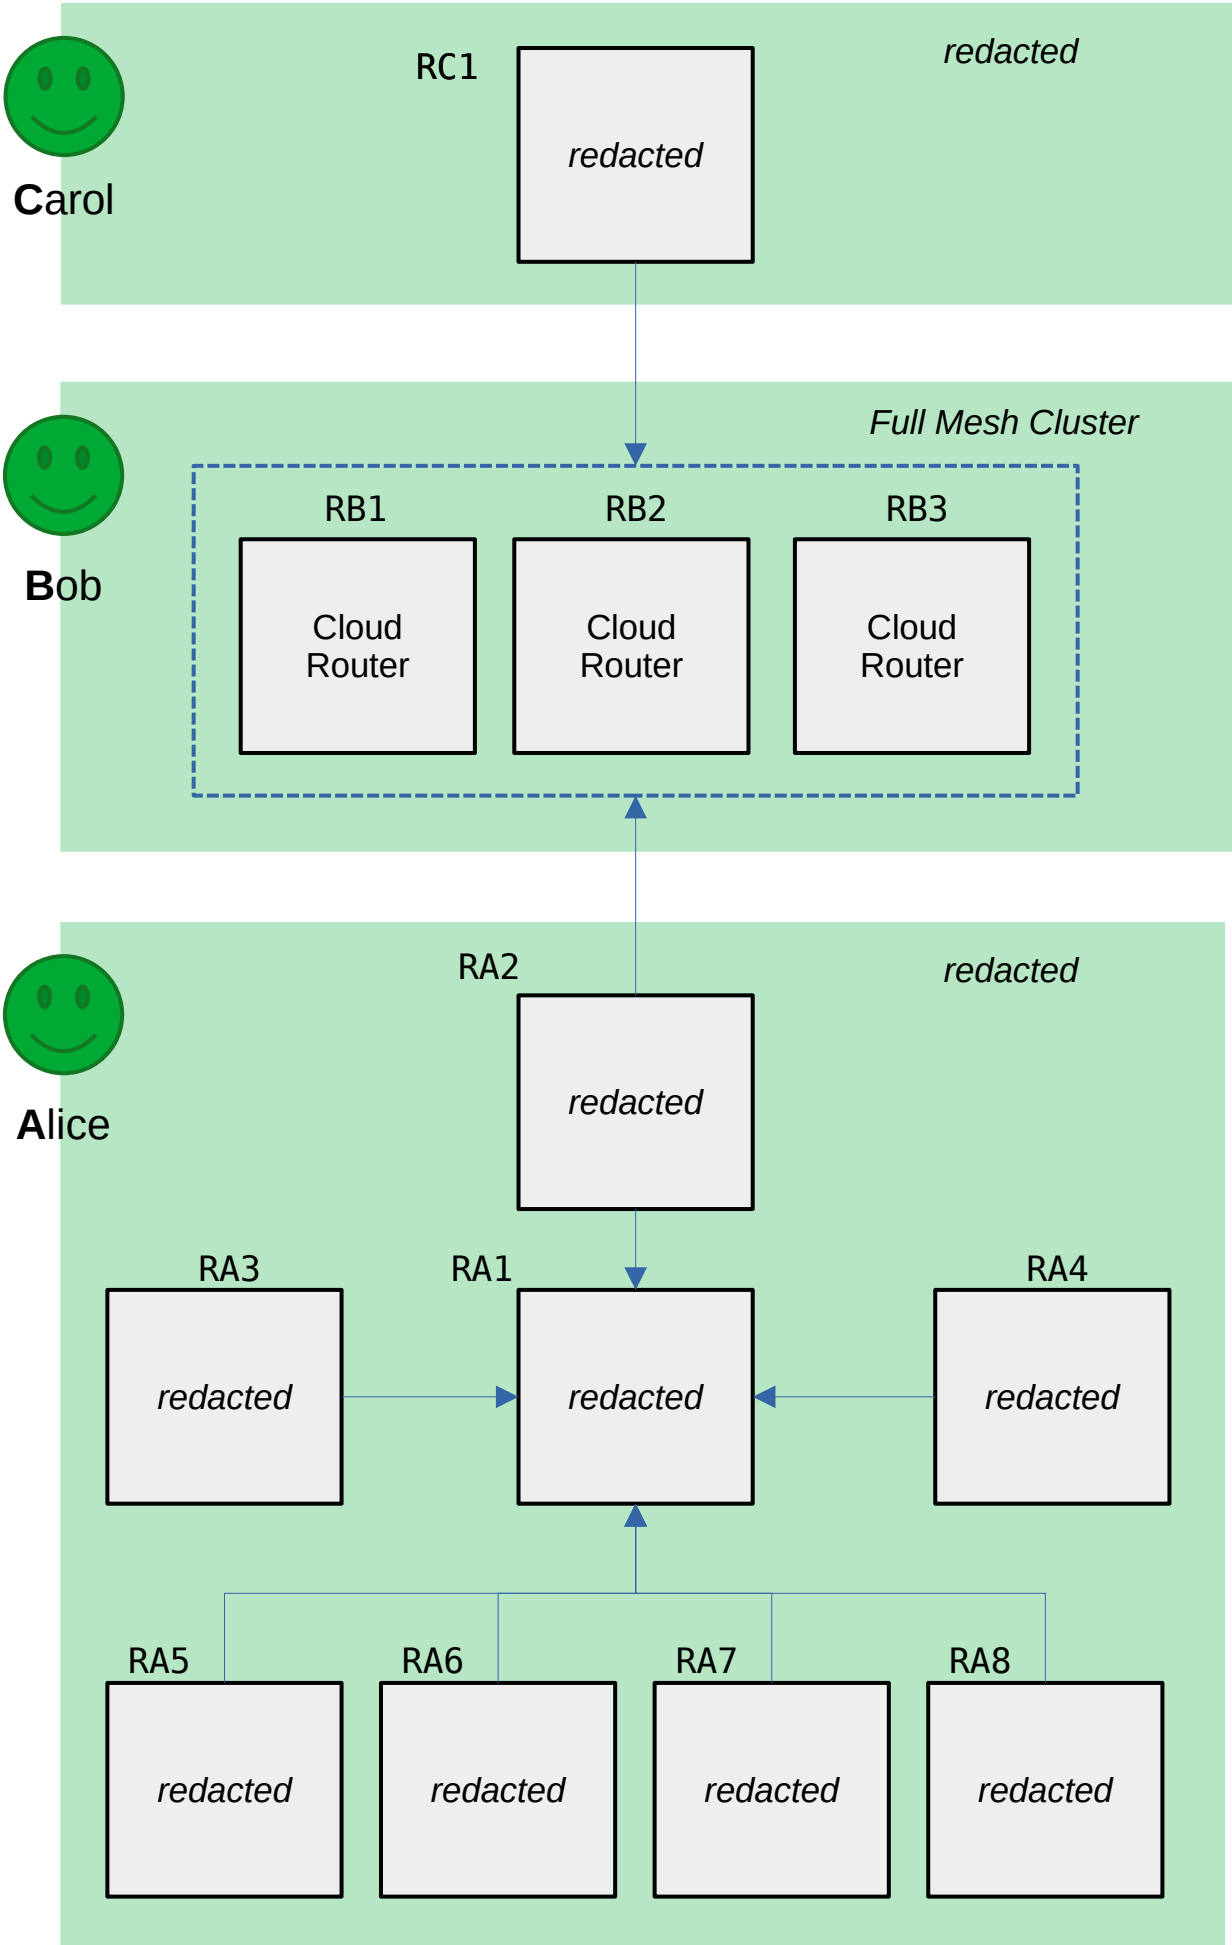 RC1
redacted
redacted
Carol
Full Mesh Cluster
RB1
RB2
RB3
Bob
Cloud
Router
Cloud
Router
Cloud
Router
RA2
redacted
redacted
Alice
RA3
RA1
RA4
redacted
redacted
redacted
RA5
RA6
RA7
RA8
redacted
redacted
redacted
redacted